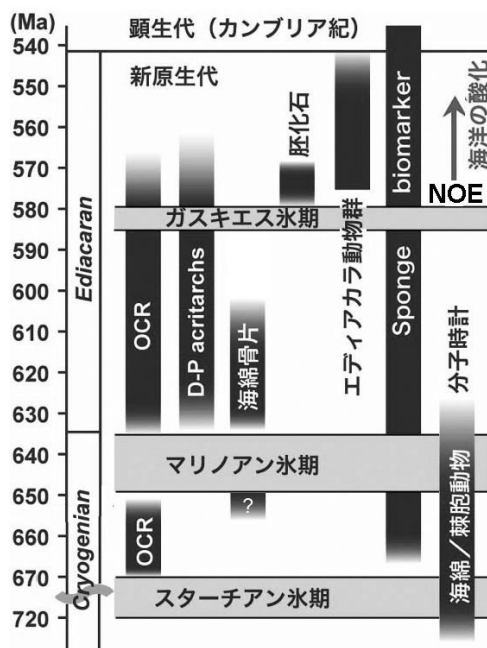 (Ma)
540
550
560
570
580
590
600
610
620
630
640
650
660
670
720
Ediacaran
Cryogenian
顕生代（カンブリア紀）
新原生代
胚化石
エディアカラ動物群
biomarker
Sponge
海洋の酸化
NOE
ガスキエス氷期
OCR
D-P acritarchs
海綿骨片
分子時計
マリノアン氷期
OCR
?
海綿／棘胞動物
スターチアン氷期